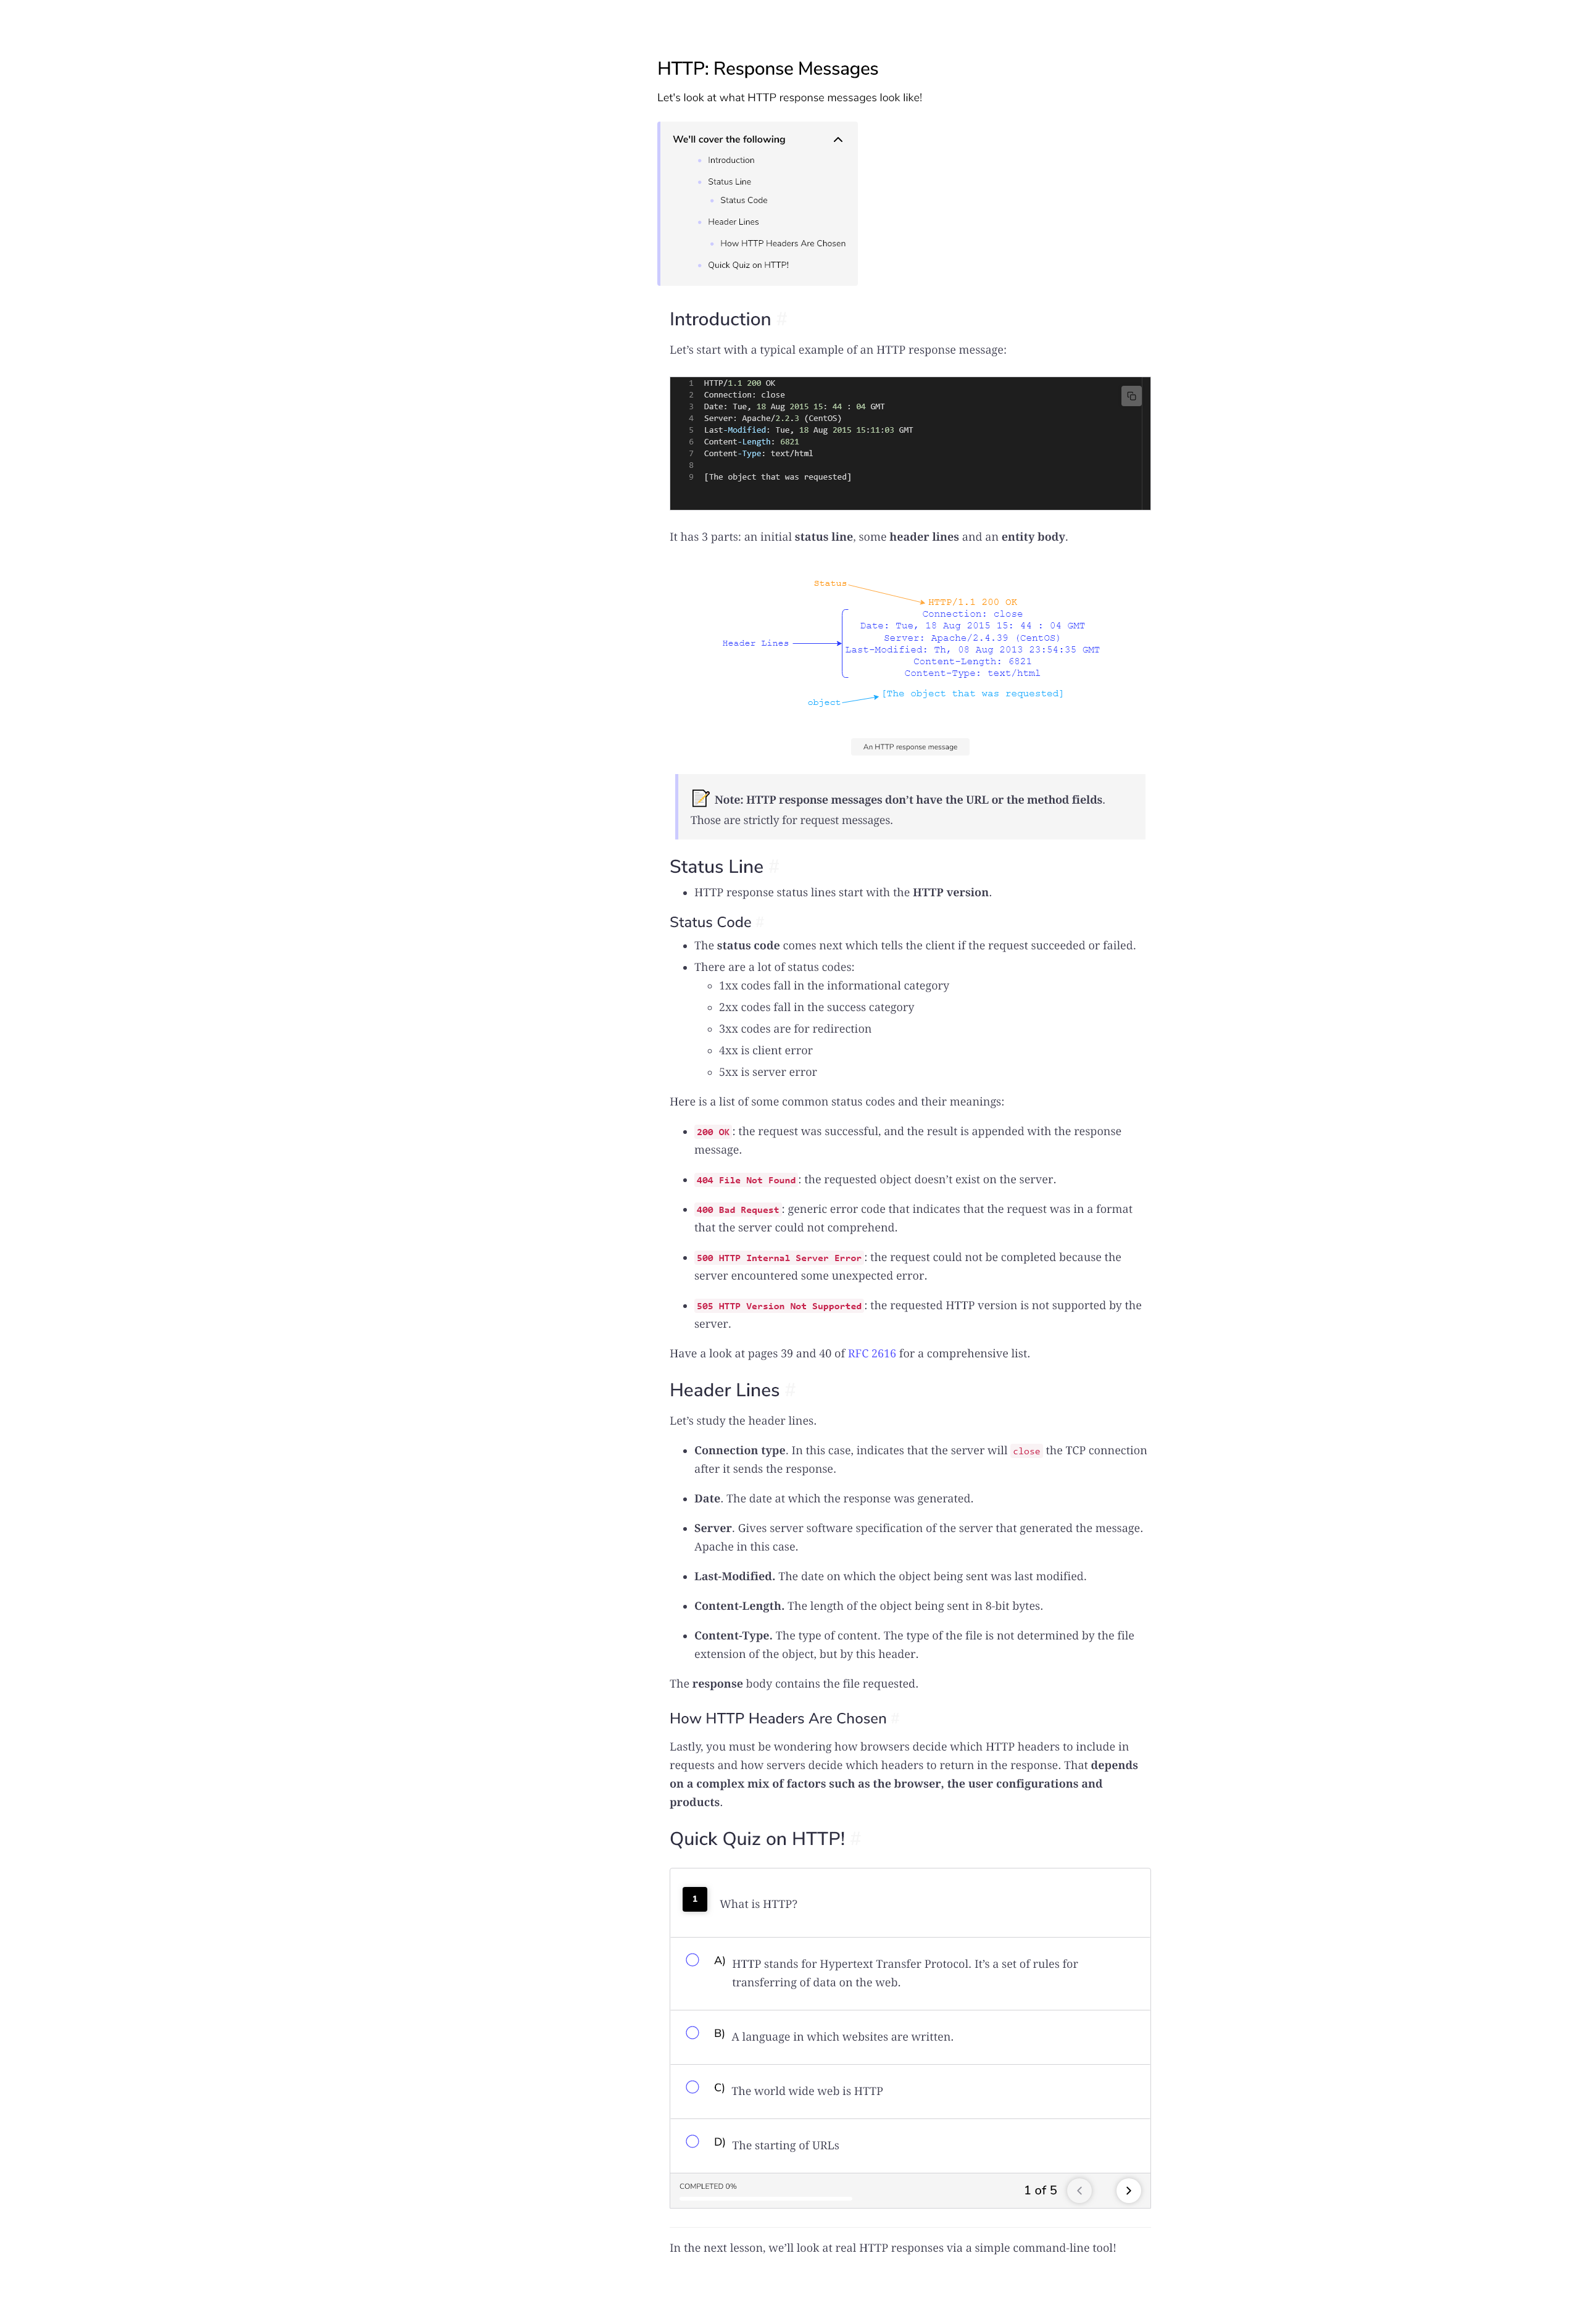 HTTP: Response Messages
Let's look at what HTTP response messages look like!
We'll cover the following
Introduction
Status Line
Status Code
Header Lines
How HTTP Headers Are Chosen
Quick Quiz on HTTP!
Introduction #
Let’s start with a typical example of an HTTP response message:
1 HTTP/1.1 200 OK
2 Connection: close
3 Date: Tue, 18 Aug 2015 15: 44 : 04 GMT
4 Server: Apache/2.2.3 (CentOS)
5 Last-Modified: Tue, 18 Aug 2015 15:11:03 GMT
6 Content-Length: 6821
7 Content-Type: text/html
8
9 [The object that was requested]
It has 3 parts: an initial status line, some header lines and an entity body.
Status
HTTP/1.1 200 OK
Connection: close
Date: Tue, 18 Aug 2015 15: 44 : 04 GMT
Server: Apache/2.4.39 (CentOS)
Header Lines
Last-Modified: Th, 08 Aug 2013 23:54:35 GMT
Content-Length: 6821
Content-Type: text/html
[The object that was requested]
object
An HTTP response message
📝 Note: HTTP response messages don’t have the URL or the method fields.
Those are strictly for request messages.
Status Line #
HTTP response status lines start with the HTTP version.
Status Code #
The status code comes next which tells the client if the request succeeded or failed.
There are a lot of status codes:
1xx codes fall in the informational category
2xx codes fall in the success category
3xx codes are for redirection
4xx is client error
5xx is server error
Here is a list of some common status codes and their meanings:
200 OK: the request was successful, and the result is appended with the response
message.
404 File Not Found: the requested object doesn’t exist on the server.
400 Bad Request: generic error code that indicates that the request was in a format
that the server could not comprehend.
500 HTTP Internal Server Error: the request could not be completed because the
server encountered some unexpected error.
505 HTTP Version Not Supported: the requested HTTP version is not supported by the
server.
Have a look at pages 39 and 40 of RFC 2616 for a comprehensive list.
Header Lines #
Let’s study the header lines.
Connection type. In this case, indicates that the server will close the TCP connection
after it sends the response.
Date. The date at which the response was generated.
Server. Gives server software specification of the server that generated the message.
Apache in this case.
Last-Modified. The date on which the object being sent was last modified.
Content-Length. The length of the object being sent in 8-bit bytes.
Content-Type. The type of content. The type of the file is not determined by the file
extension of the object, but by this header.
The response body contains the file requested.
How HTTP Headers Are Chosen #
Lastly, you must be wondering how browsers decide which HTTP headers to include in
requests and how servers decide which headers to return in the response. That depends
on a complex mix of factors such as the browser, the user configurations and
products.
Quick Quiz on HTTP! #
1 What is HTTP?
A) HTTP stands for Hypertext Transfer Protocol. It’s a set of rules for
transferring of data on the web.
B) A language in which websites are written.
C) The world wide web is HTTP
D) The starting of URLs
COMPLETED 0%
1 of 5
In the next lesson, we’ll look at real HTTP responses via a simple command-line tool!